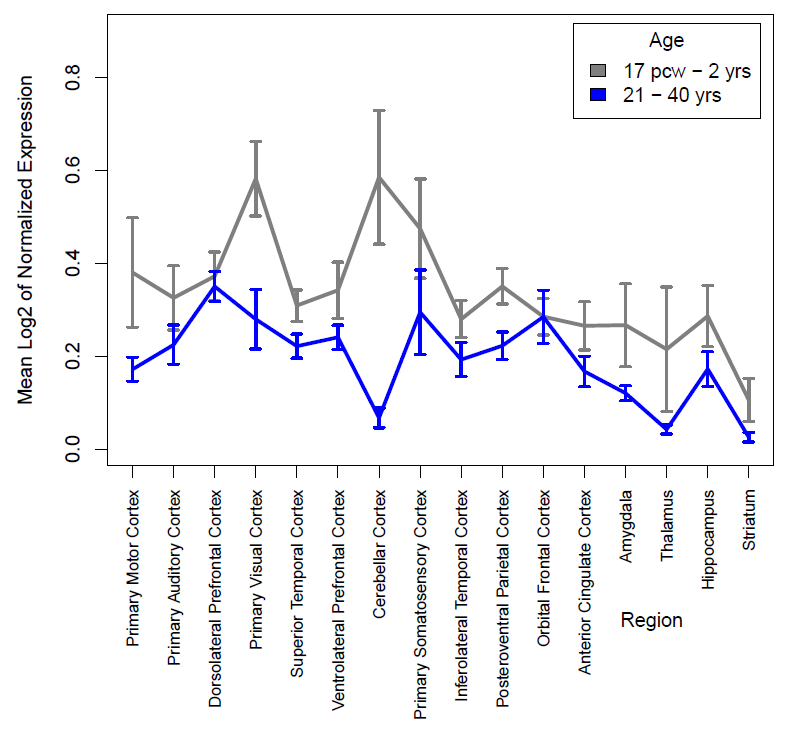 Age
17 pcw − 2 yrs
21 − 40 yrs
Mean Log2 of Normalized Expression
0.8
0.6
0.4
0.2
0.0
Primary Motor Cortex
Primary Auditory Cortex
Dorsolateral Prefrontal Cortex
Primary Visual Cortex
Superior Temporal Cortex
Ventrolateral Prefrontal Cortex
Cerebellar Cortex
Primary Somatosensory Cortex
Inferolateral Temporal Cortex
Posteroventral Parietal Cortex
Orbital Frontal Cortex
Anterior Cingulate Cortex
Amygdala
Thalamus
Hippocampus
Striatum
Region